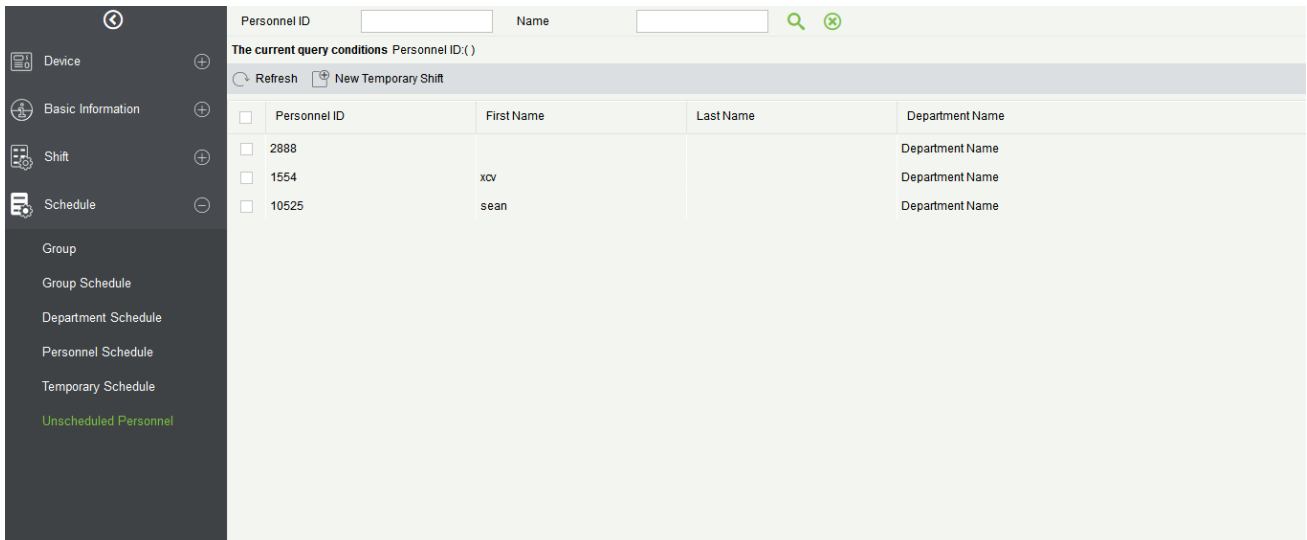 Personnel ID Name
The current query conditions Personnel ID:( )
Refresh New Temporary Shift
Device
Basic Information
Shift
Schedule
Group
Group Schedule
Department Schedule
Personnel Schedule
Temporary Schedule
Unscheduled Personnel
Personnel ID First Name Last Name Department Name
2888 Department Name
1554 xcv Department Name
10525 sean Department Name